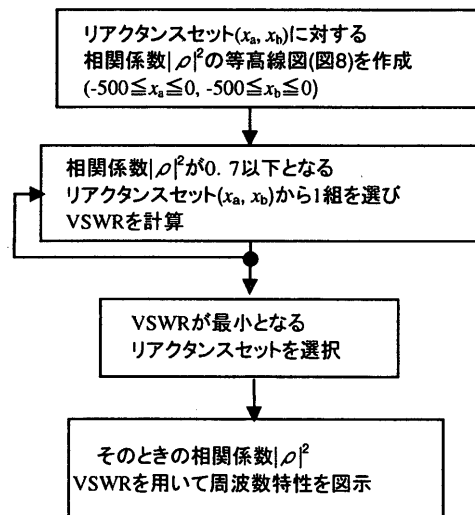 リアクタンスセット(xa, xb)に対する
相関係数|ρ|²の等高線図(図8)を作成
(-500≦xa≦0, -500≦xb≦0)
相関係数|ρ|²が0. 7以下となる
リアクタンスセット(xa, xb)から1組を選び
VSWRを計算
VSWRが最小となる
リアクタンスセットを選択
そのときの相関係数|ρ|²
VSWRを用いて周波数特性を図示